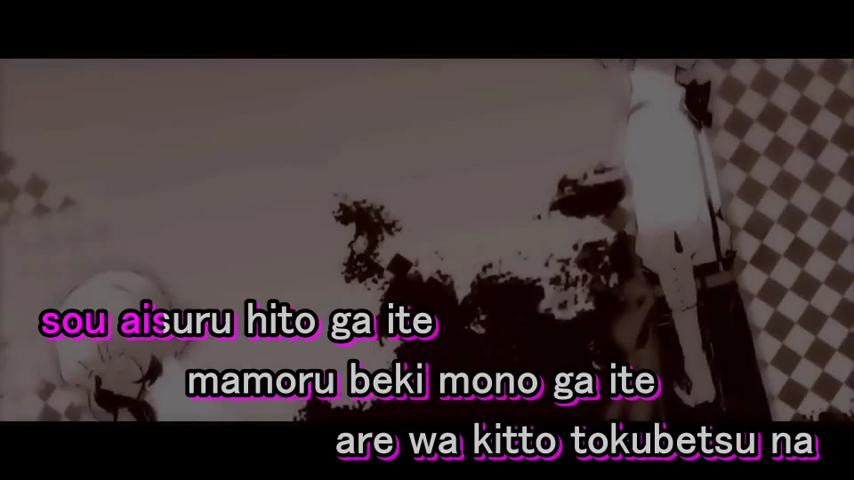 sou aisuru hito ga ite
mamoru beki mono ga ite
are wa kitto tokubetsu na